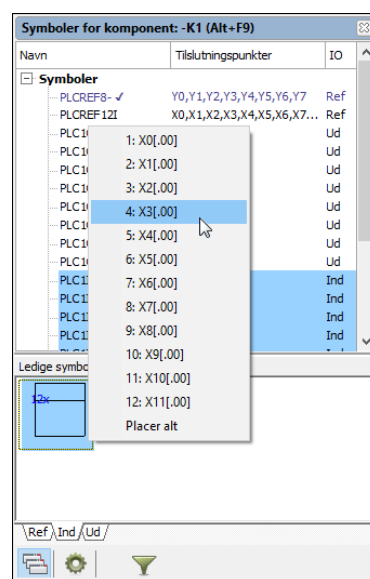 Symboler for komponent: -K1 (Alt+F9)
Navn Tilslutningspunkter IO
Symboler
PLCREF8- ✓ Y0,Y1,Y2,Y3,Y4,Y5,Y6,Y7 Ref
PLCREF12I X0,X1,X2,X3,X4,X5,X6,X7... Ref
Ud
1: X0[.00] Ud
2: X1[.00] Ud
3: X2[.00] Ud
4: X3[.00] Ud
5: X4[.00] Ud
6: X5[.00] Ud
Ud
7: X6[.00] Ind
8: X7[.00] Ind
9: X8[.00] Ind
10: X9[.00]
Ledige
11: X10[.00]
12x 12: X11[.00]
Placer alt
Ref Ind Ud